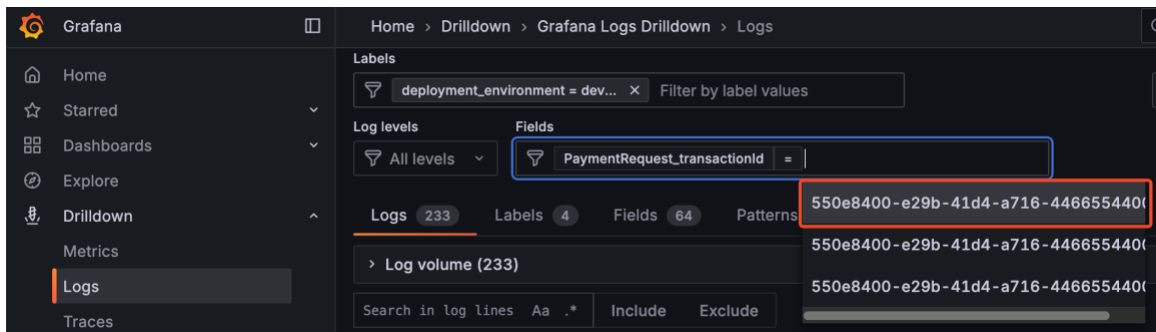 Grafana
Home
Starred
Dashboards
Explore
Drilldown
Metrics
Logs
Traces
Home > Drilldown > Grafana Logs Drilldown > Logs
Labels
deployment_environment = dev... × Filter by label values
Log levels Fields
All levels PaymentRequest_transactionId =
550e8400-e29b-41d4-a716-446655440
550e8400-e29b-41d4-a716-446655440
550e8400-e29b-41d4-a716-446655440
Logs 233 Labels 4 Fields 64 Patterns
> Log volume (233)
Search in log lines Aa .* Include Exclude